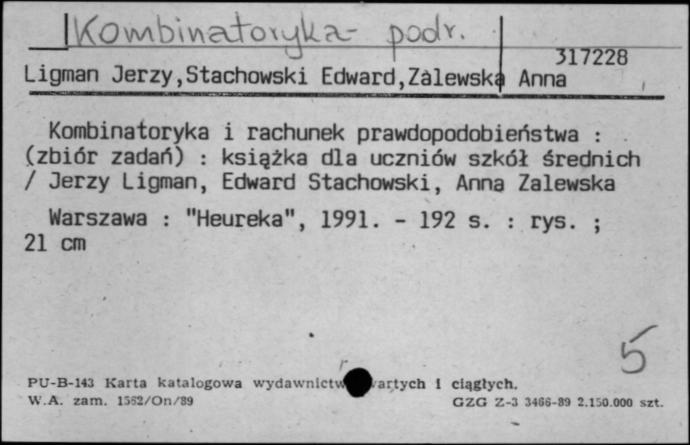 Kombinatoryka - podr.
317228
Ligman Jerzy,Stachowski Edward,Zalewska Anna
Kombinatoryka i rachunek prawdopodobieństwa :
(zbiór zadań) : książka dla uczniów szkół średnich
/ Jerzy Ligman, Edward Stachowski, Anna Zalewska
Warszawa : "Heureka", 1991. - 192 s. : rys. ;
21 cm
5
PU-B-143 Karta katalogowa wydawnictw artych i ciągłych.
W.A. zam. 1562/On/89 GZG Z-3 3466-89 2.150.000 szt.